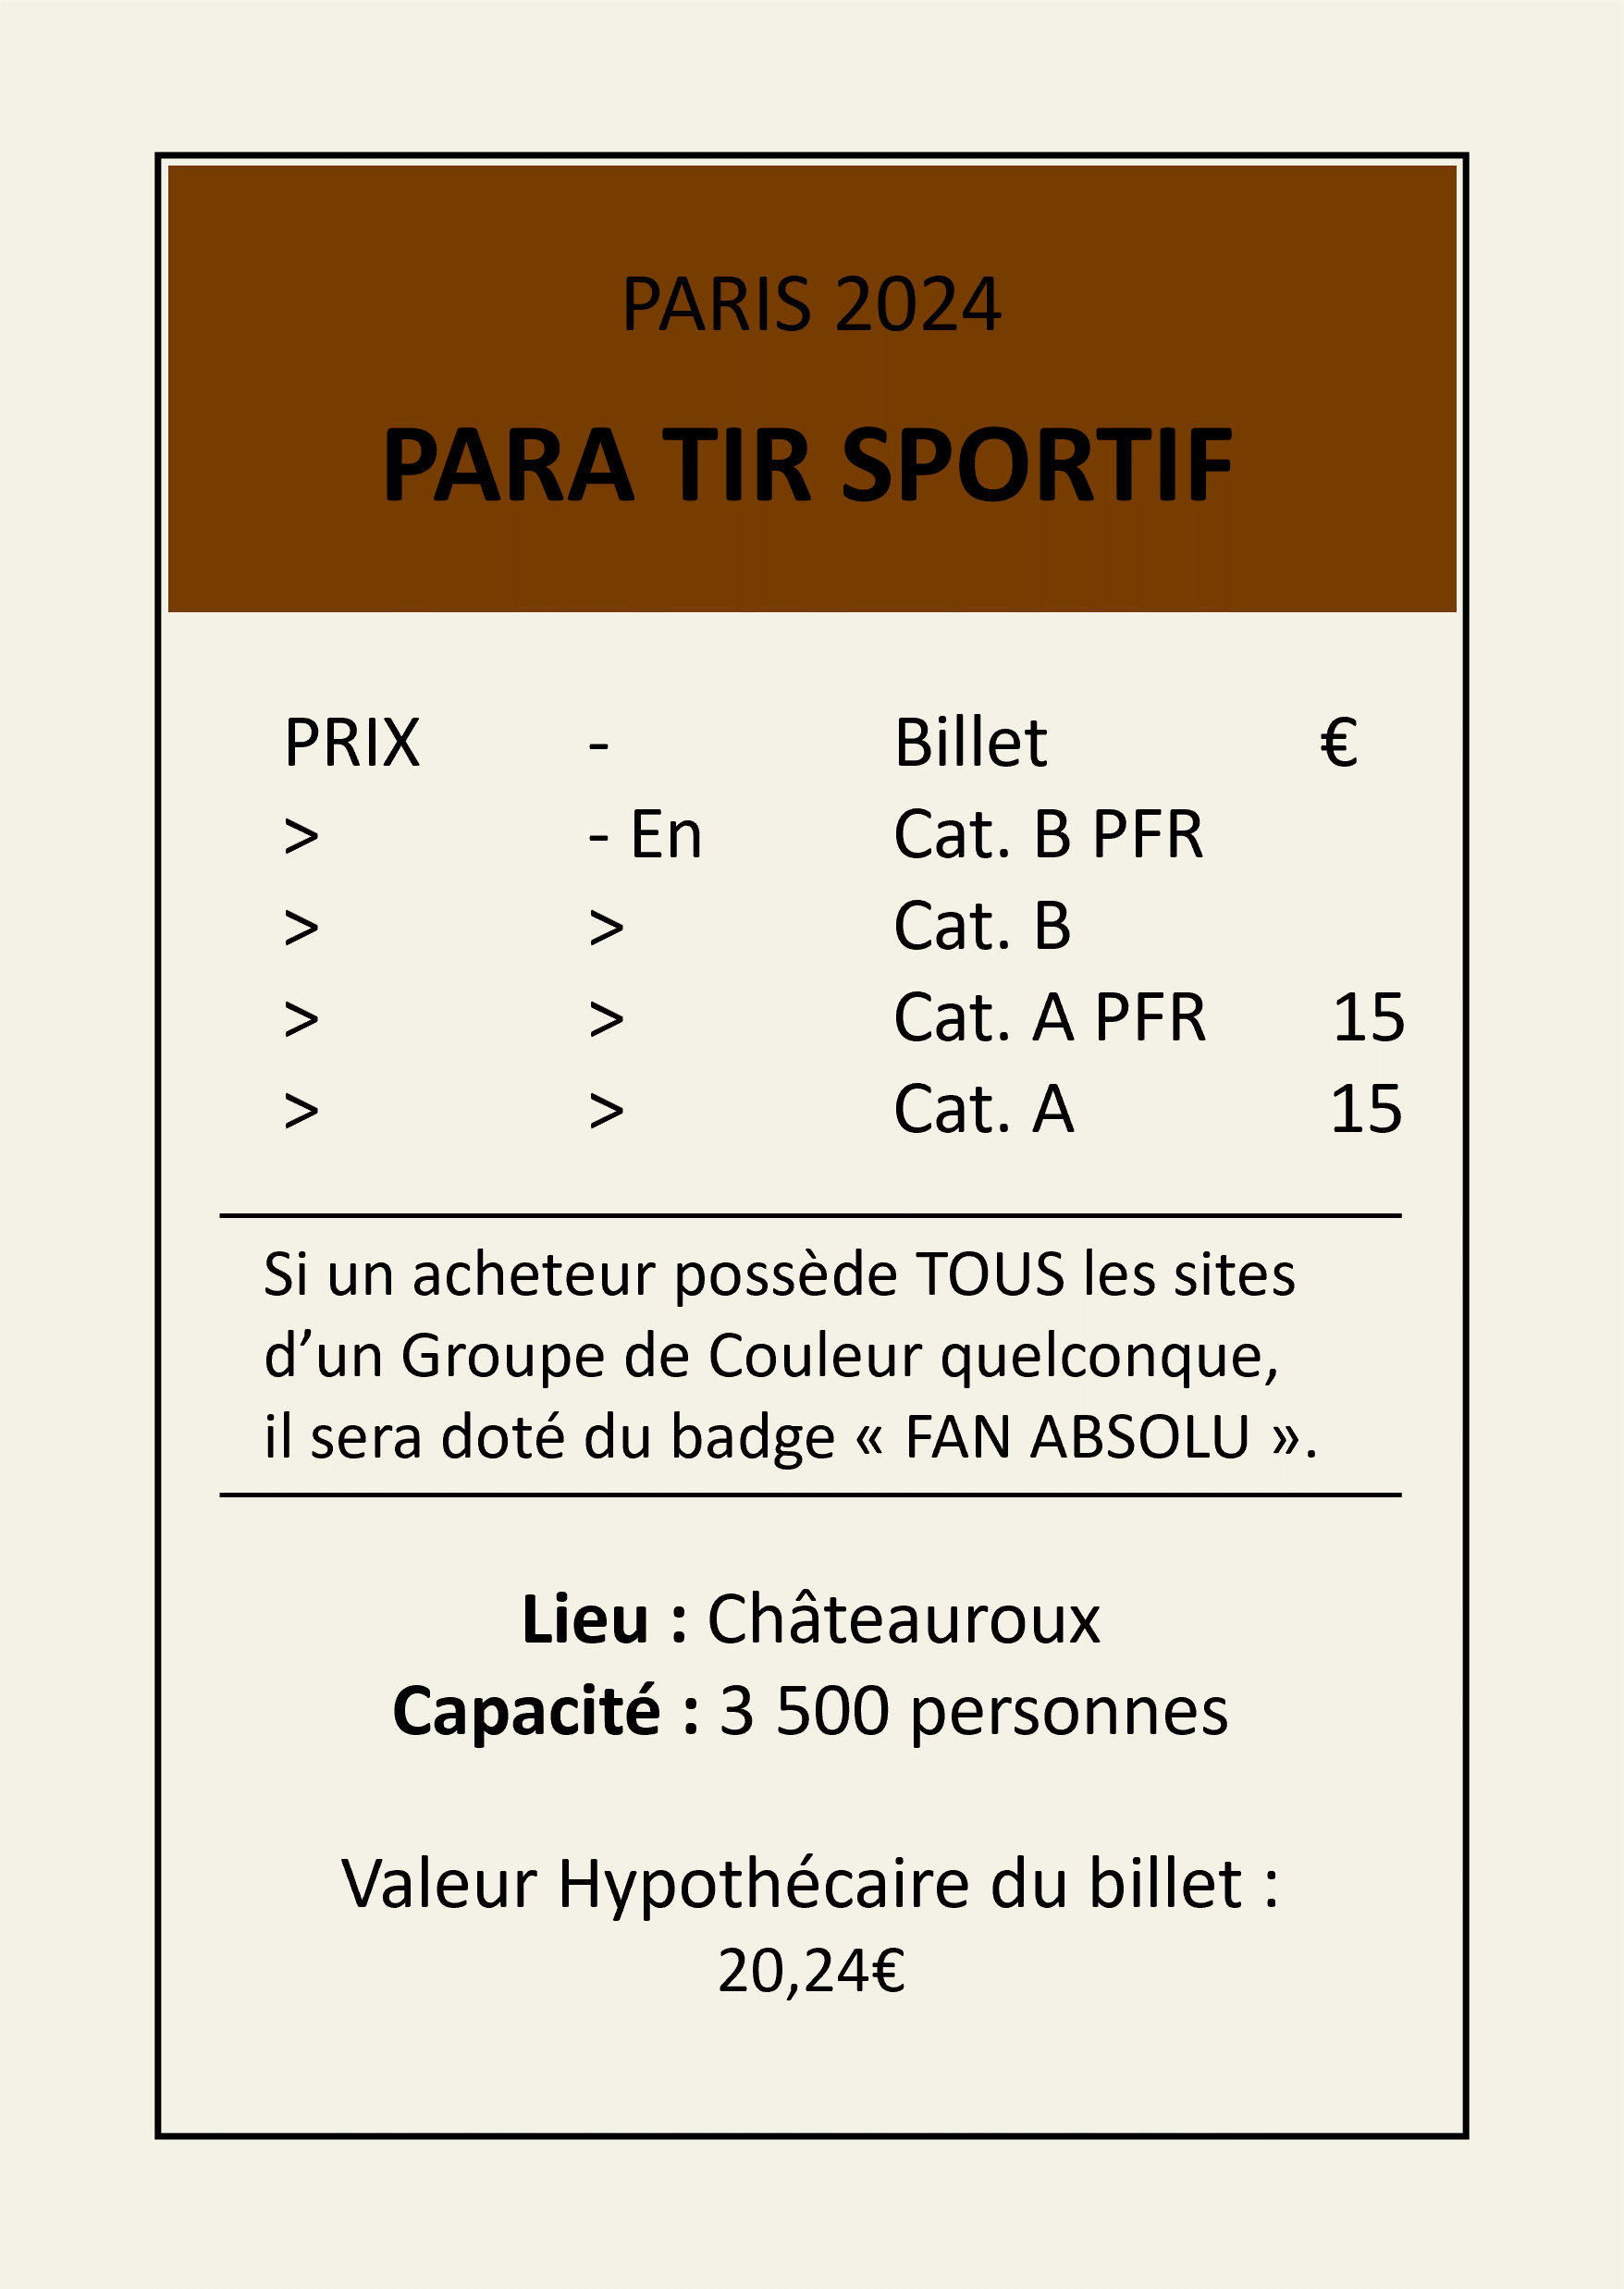 PARIS 2024
PARA TIR SPORTIF
PRIX - Billet €
> - En Cat. B PFR
> > Cat. B
> > Cat. A PFR 15
> > Cat. A 15
Si un acheteur possède TOUS les sites
d’un Groupe de Couleur quelconque,
il sera doté du badge « FAN ABSOLU ».
Lieu : Châteauroux
Capacité : 3 500 personnes
Valeur Hypothécaire du billet :
20,24€